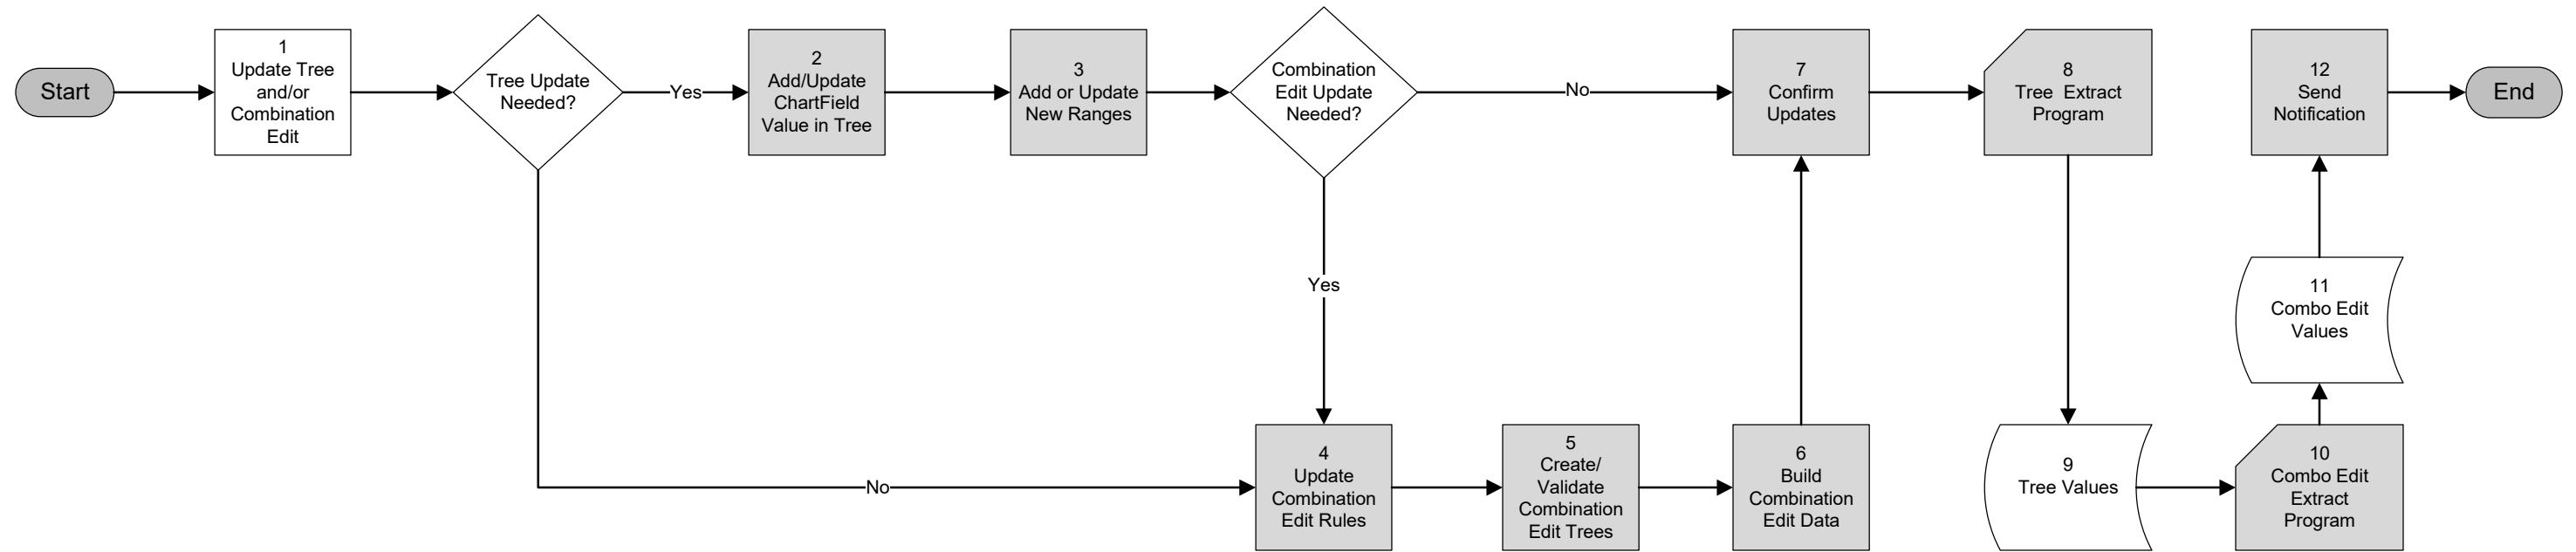 Start
1
Update Tree
and/or
Combination
Edit
Tree Update
Needed?
Yes
2
Add/Update
ChartField
Value in Tree
3
Add or Update
New Ranges
Combination
Edit Update
Needed?
No
7
Confirm
Updates
8
Tree Extract
Program
12
Send
Notification
End
Yes
11
Combo Edit
Values
No
4
Update
Combination
Edit Rules
5
Create/
Validate
Combination
Edit Trees
6
Build
Combination
Edit Data
9
Tree Values
10
Combo Edit
Extract
Program